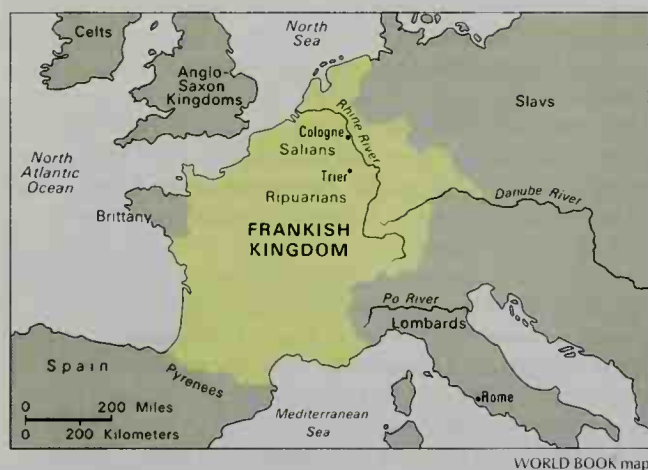 Celts
North
Sea
Anglo-
Saxon
Kingdoms
Slavs
Rhine River
Cologne
Salians
North
Atlantic
Ocean
Trier
Ripuarians
Danube River
Brittany
FRANKISH
KINGDOM
Po River
Lombards
Spain
Pyrenees
0 200 Miles
0 200 Kilometers
Mediterranean
Sea
Rome
WORLD BOOK map